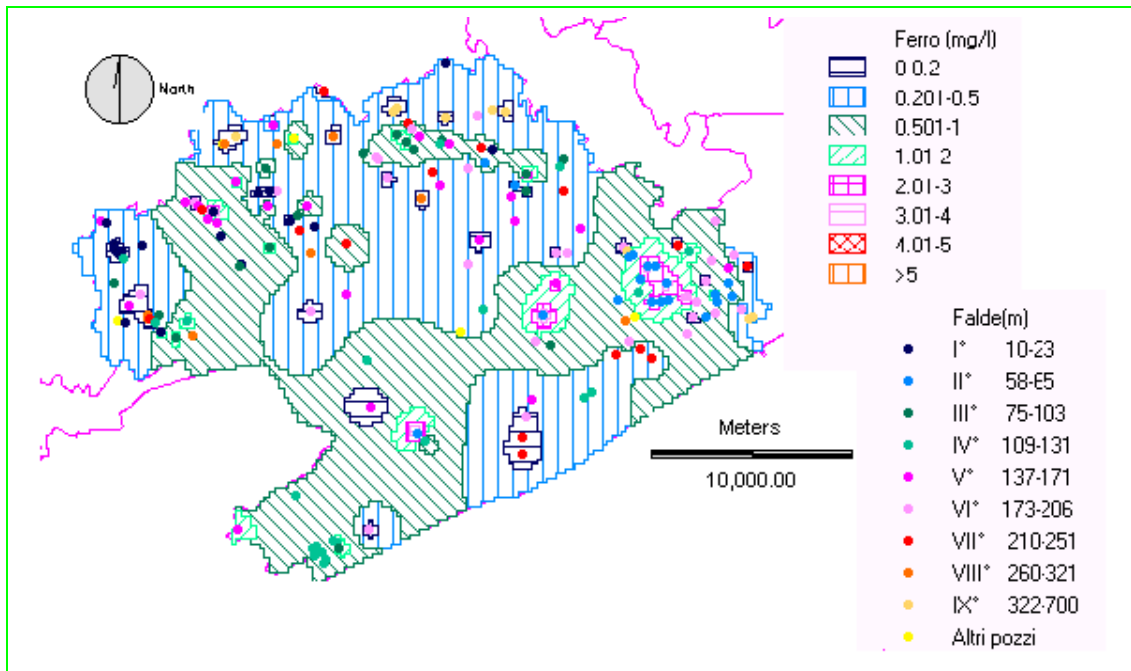 North
Ferro (mg/l)
0 0.2
0.201-0.5
0.501-1
1.01 2
2.01-3
3.01-4
4.01-5
>5
Falde(m)
I° 10-23
II° 58-65
III° 75-103
IV° 109-131
V° 137-171
VI° 173-206
VII° 210-251
VIII° 260-321
IX° 322-700
Altri pozzi
Meters
10,000.00